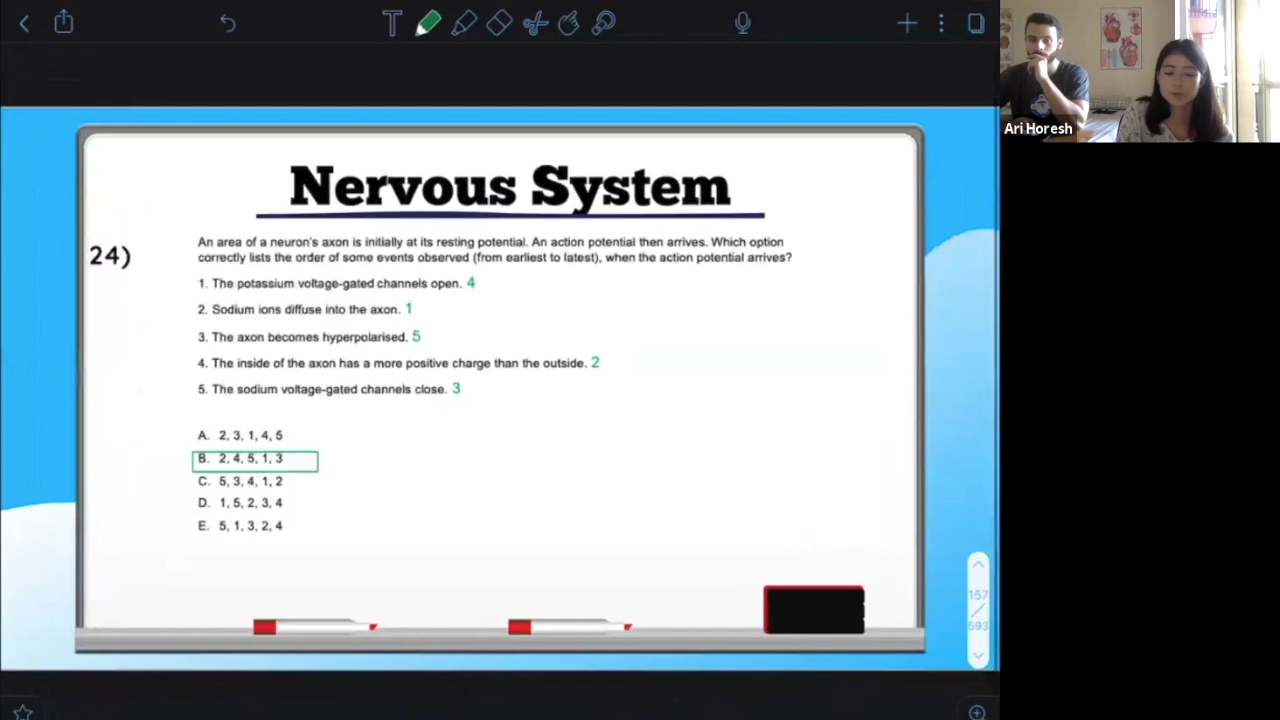 Ari Horesh
Nervous System
24)
An area of a neuron's axon is initially at its resting potential. An action potential then arrives. Which option
correctly lists the order of some events observed (from earliest to latest), when the action potential arrives?
1. The potassium voltage-gated channels open. 4
2. Sodium ions diffuse into the axon. 1
3. The axon becomes hyperpolarised. 5
4. The inside of the axon has a more positive charge than the outside. 2
5. The sodium voltage-gated channels close. 3
A. 2, 3, 1, 4, 5
B. 2, 4, 5, 1, 3
C. 5, 3, 4, 1, 2
D. 1, 5, 2, 3, 4
E. 5, 1, 3, 2, 4
157
/
593